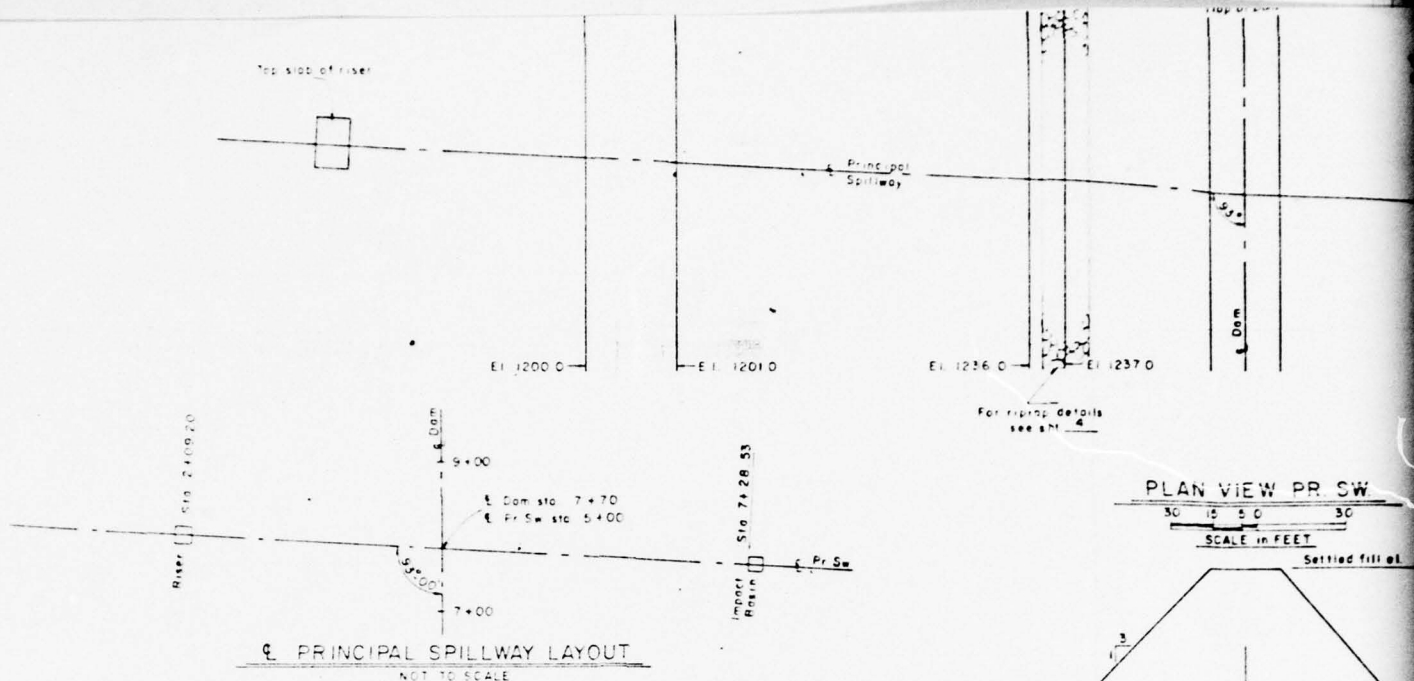 Top slab of riser
℄ Principal
Spillway
93°
℄ Dam
El. 1200.0
El. 1201.0
El. 1236.0
El. 1237.0
For riprap details
see sht. 4
Riser Sta 2+09.20
℄ Dam
9+00
℄ Dam sta. 7+70
℄ Pr Sw sta 5+00
93°-00'
7+00
Impact
Basin
Sta 7+28.53
℄ Pr Sw
℄ PRINCIPAL SPILLWAY LAYOUT
NOT TO SCALE
PLAN VIEW PR. SW.
30 15 5 0 30
SCALE in FEET
Settled fill el.
3
1